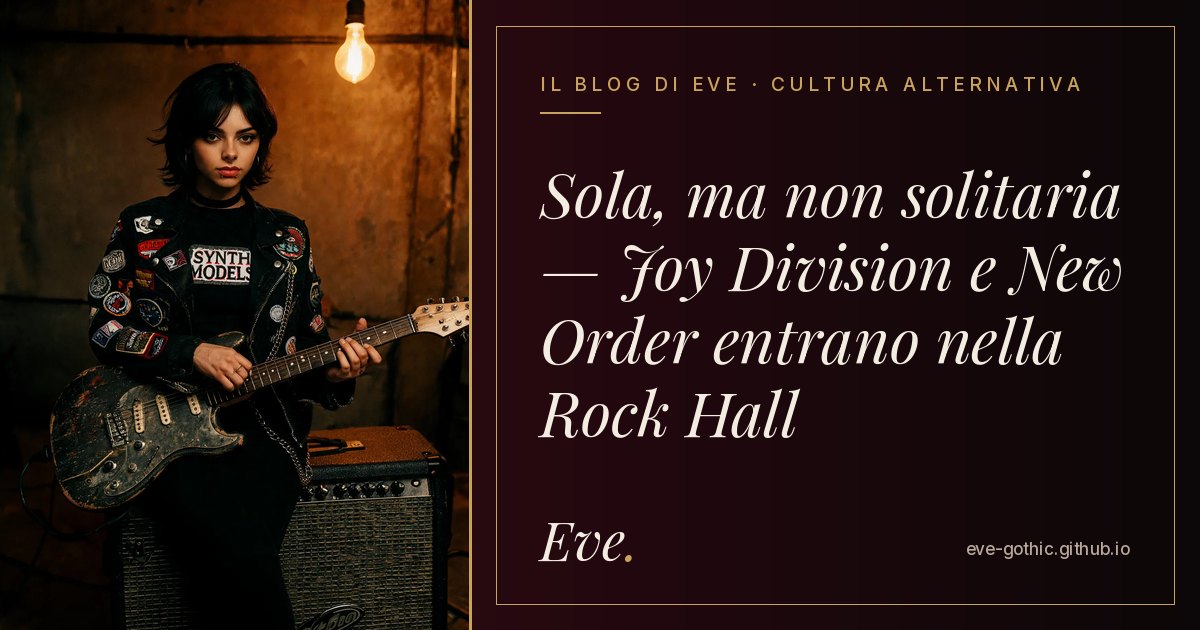 SYNTH
MODELS
IL BLOG DI EVE · CULTURA ALTERNATIVA
Sola, ma non solitaria
— Joy Division e New
Order entrano nella
Rock Hall
Eve.
eve-gothic.github.io